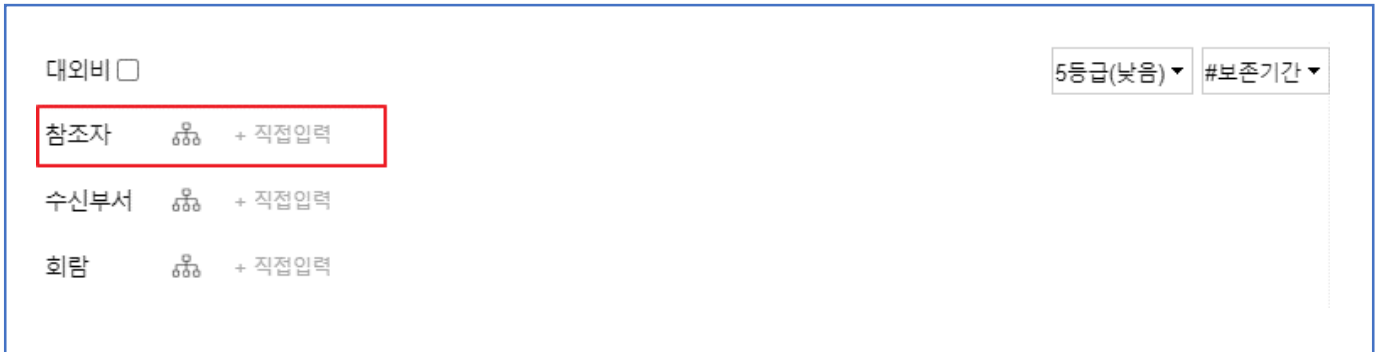 대외비 5등급(낮음) #보존기간
참조자 + 직접입력
수신부서 + 직접입력
회람 + 직접입력